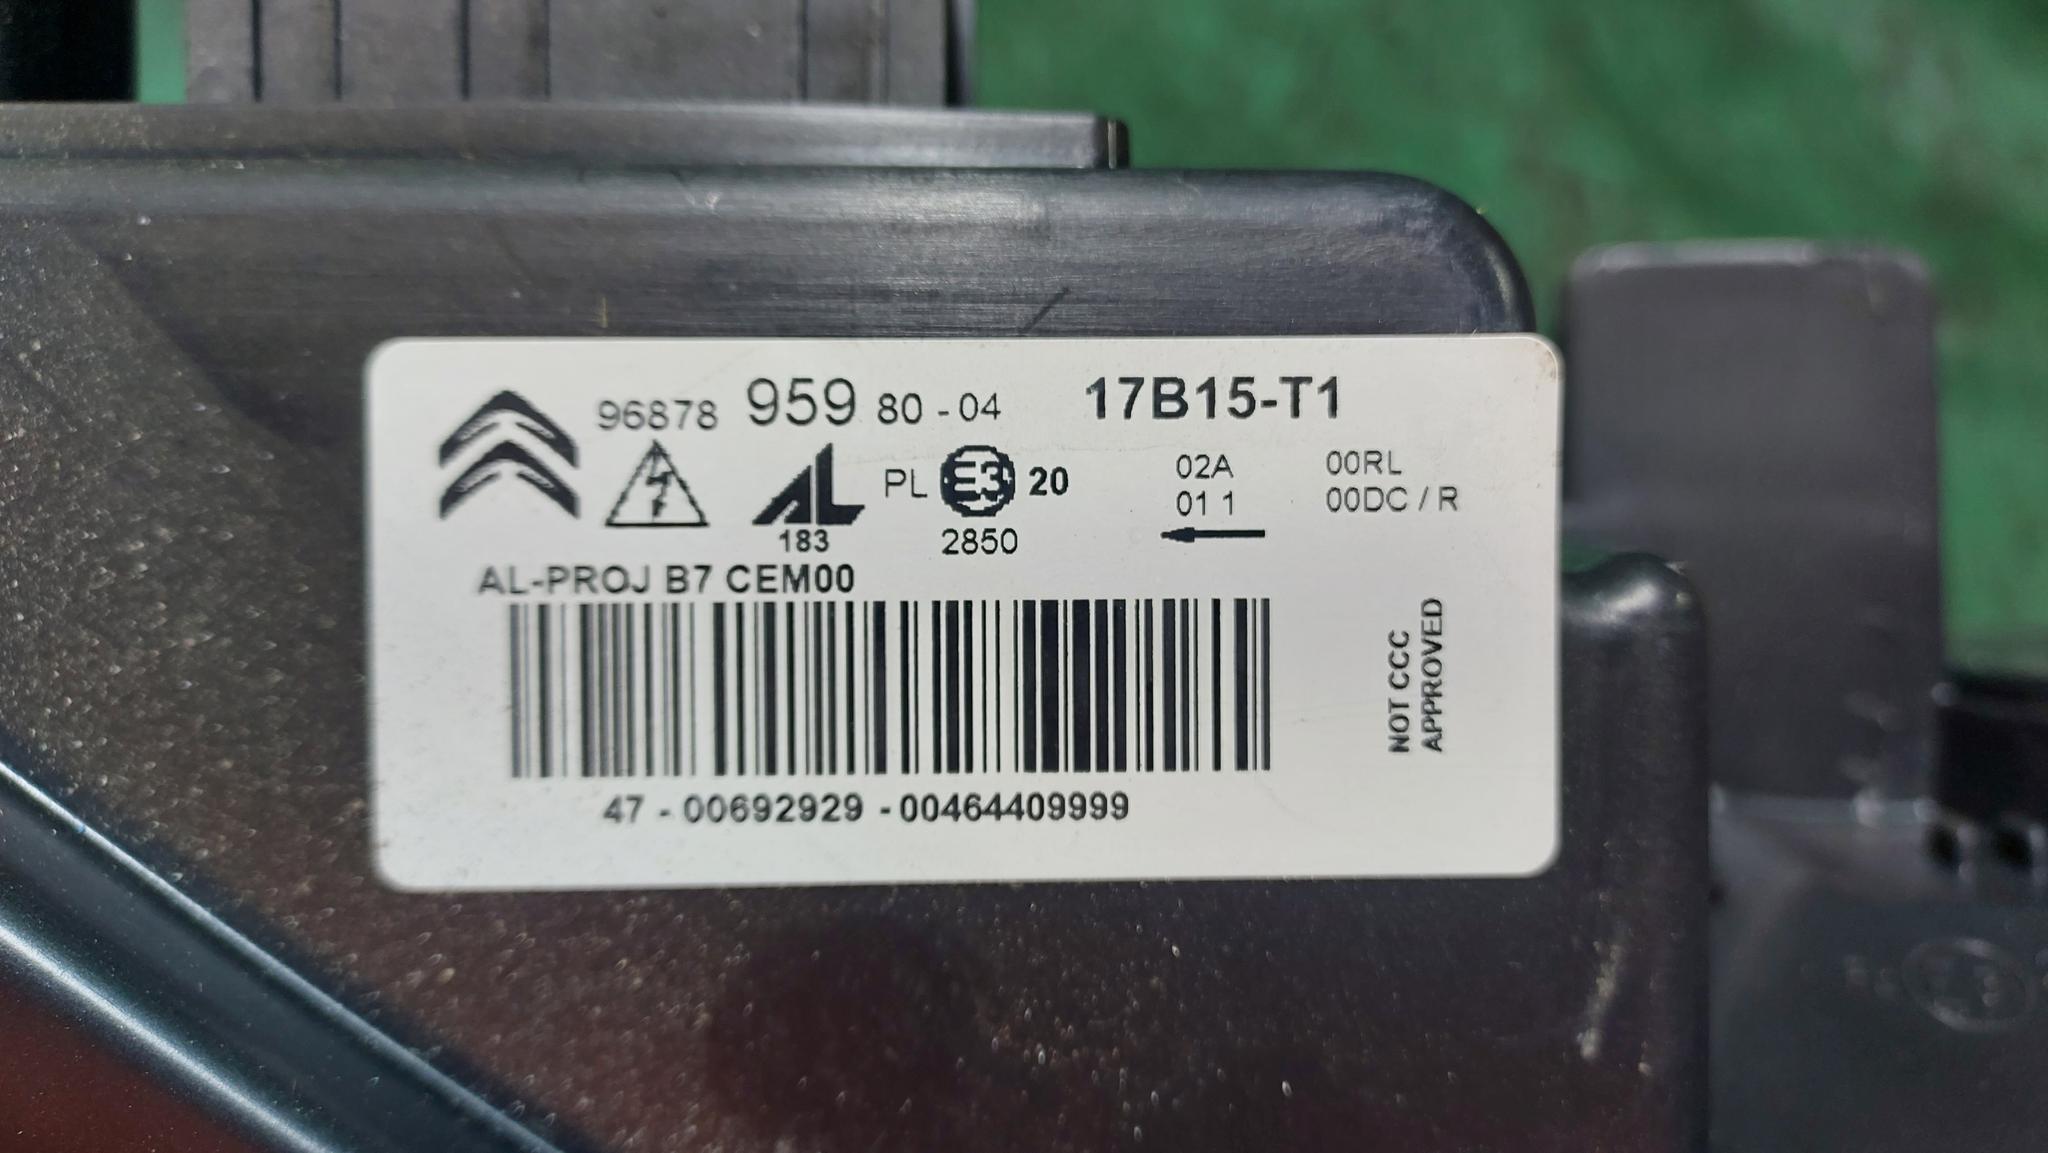 96878 959 80 - 04 17B15-T1
AL PL E3 20 02A 00RL
01 1 00DC / R
183 2850
AL-PROJ B7 CEM00
NOT CCC
APPROVED
47 - 00692929 - 00464409999